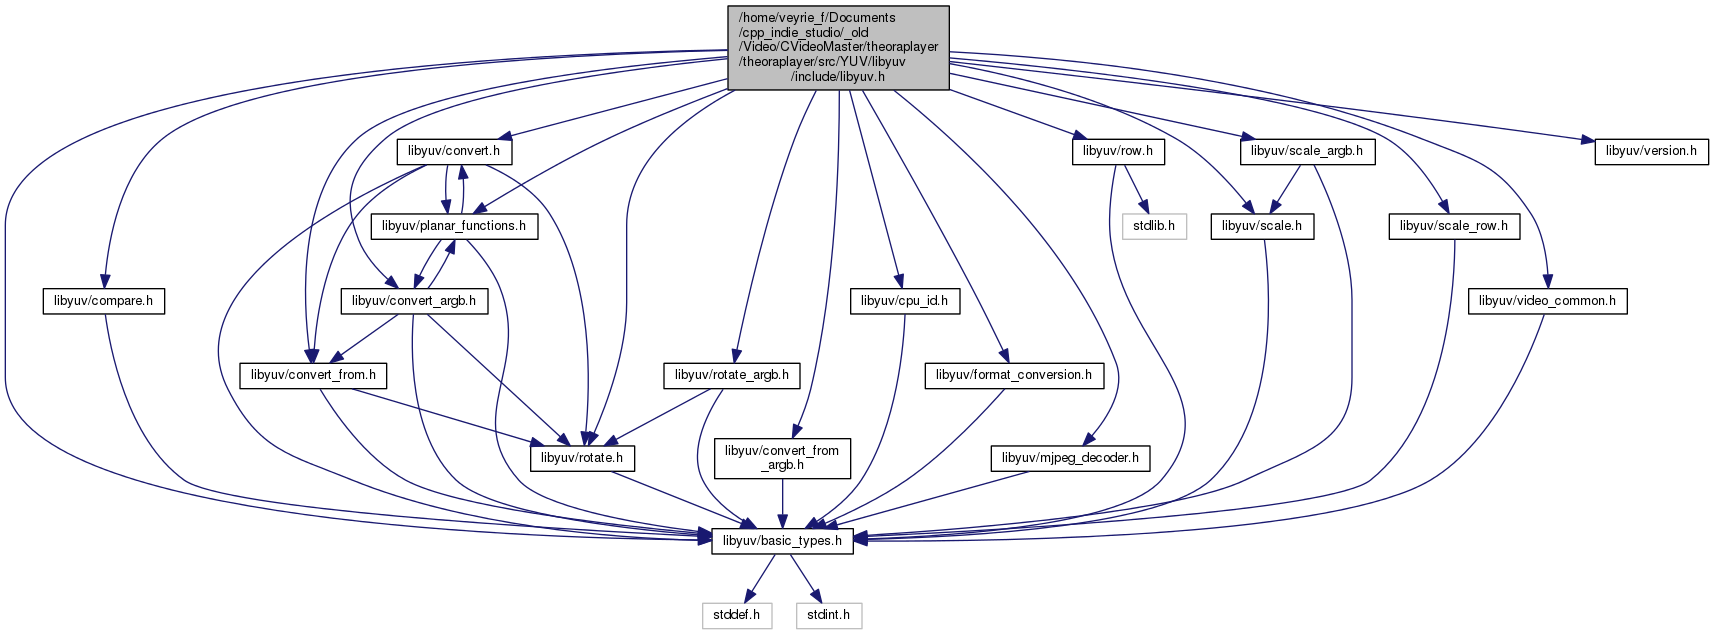 /home/veyrie_f/Documents
/cpp_indie_studio/_old
/Video/CVideoMaster/theoraplayer
/theoraplayer/src/YUV/libyuv
/include/libyuv.h
libyuv/convert.h
libyuv/row.h
libyuv/scale_argb.h
libyuv/version.h
libyuv/planar_functions.h
stdlib.h
libyuv/scale.h
libyuv/scale_row.h
libyuv/compare.h
libyuv/convert_argb.h
libyuv/cpu_id.h
libyuv/video_common.h
libyuv/convert_from.h
libyuv/rotate_argb.h
libyuv/format_conversion.h
libyuv/rotate.h
libyuv/convert_from
_argb.h
libyuv/mjpeg_decoder.h
libyuv/basic_types.h
stddef.h
stdint.h